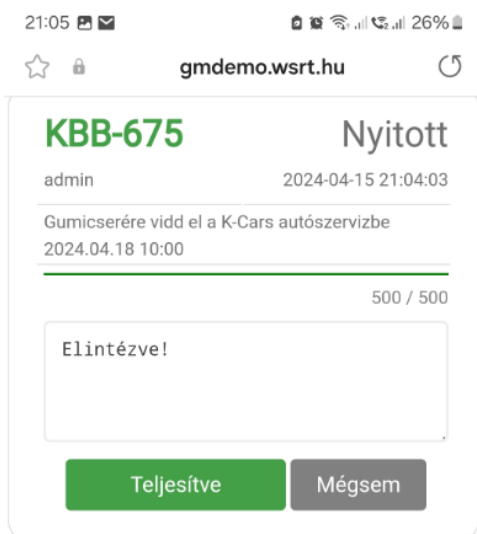 21:05 26%
gmdemo.wsrt.hu
KBB-675 Nyitott
admin 2024-04-15 21:04:03
Gumicserére vidd el a K-Cars autószervizbe
2024.04.18 10:00
500 / 500
Elintézve!
Teljesítve Mégsem